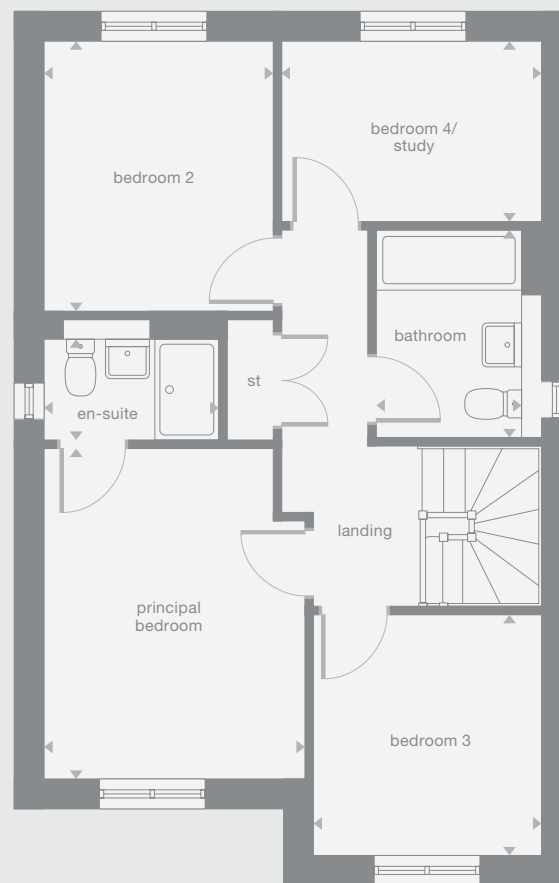 bedroom 4/
study
bedroom 2
bathroom
st
en-suite
landing
principal
bedroom
bedroom 3